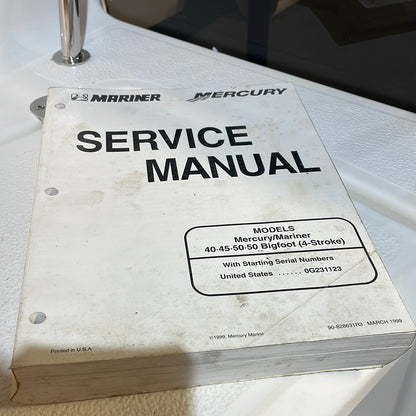 MARINER MERCURY
SERVICE
MANUAL
MODELS
Mercury/Mariner
40-45-50-50 Bigfoot (4-Stroke)
With Starting Serial Numbers
United States ...... 0G231123
Printed in U.S.A.
©1999, Mercury Marine
90-828631R3 MARCH 1999